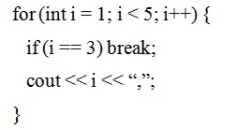 for(int i = 1; i < 5; i++) {
if(i == 3) break;
cout << i << “,”;
}